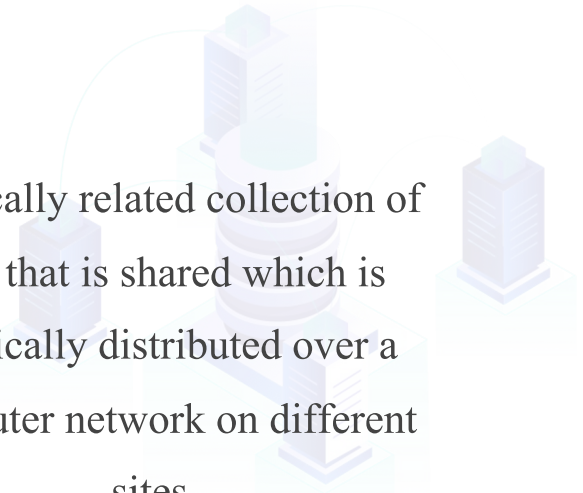 cally related collection of
that is shared which is
ically distributed over a
uter network on different
sites